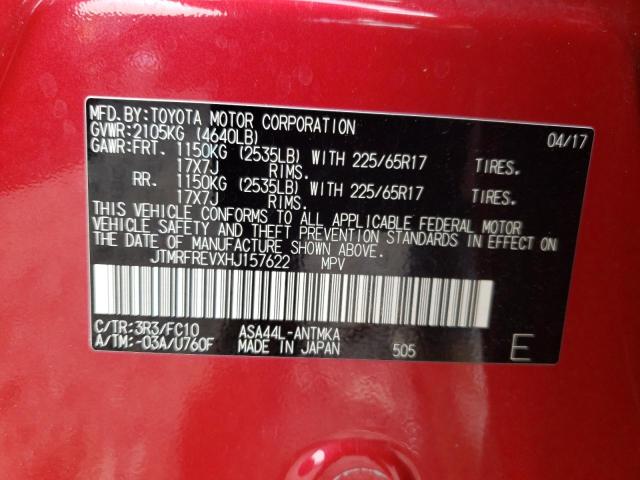 MFD.BY:TOYOTA MOTOR CORPORATION 04/17
GVWR:2105KG (4640LB)
GAWR:FRT. 1150KG (2535LB) WITH 225/65R17 TIRES.
17X7J RIMS.
RR. 1150KG (2535LB) WITH 225/65R17 TIRES.
17X7J RIMS.
THIS VEHICLE CONFORMS TO ALL APPLICABLE FEDERAL MOTOR
VEHICLE SAFETY AND THEFT PREVENTION STANDARDS IN EFFECT ON
THE DATE OF MANUFACTURE SHOWN ABOVE.
JTMRFREVXHJ157622 MPV
C/TR:3R3/FC10 ASA44L-ANTMKA
A/TM:-03A/U760F MADE IN JAPAN 505 E